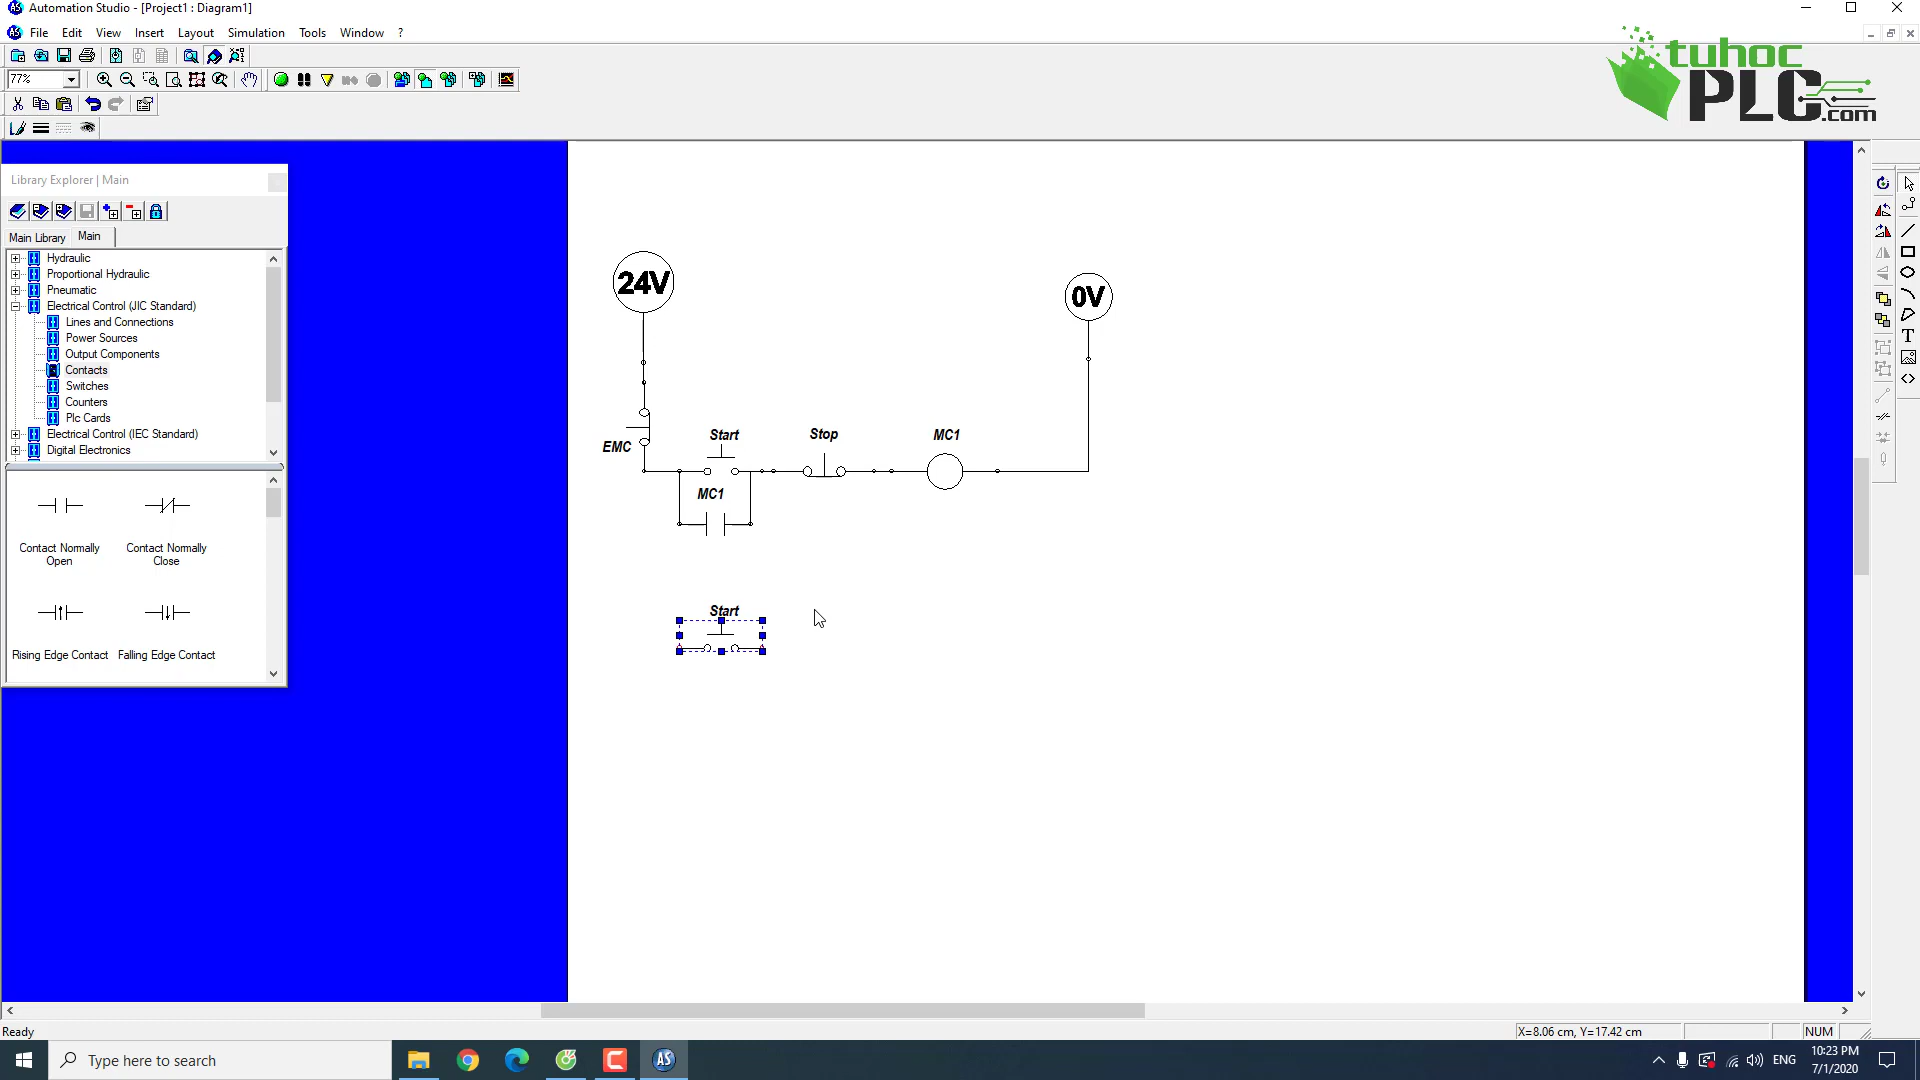 Automation Studio - [Project1 : Diagram1]
File Edit View Insert Layout Simulation Tools Window ?
tuhoc
PLC.com
77%
Library Explorer | Main
Main Library Main
Hydraulic
Proportional Hydraulic
Pneumatic
Electrical Control (JIC Standard)
Lines and Connections
Power Sources
Output Components
Contacts
Switches
Counters
Plc Cards
Electrical Control (IEC Standard)
Digital Electronics
Contact Normally Open
Contact Normally Close
Rising Edge Contact
Falling Edge Contact
24V
0V
EMC
Start
Stop
MC1
MC1
Start
Ready
X=8.06 cm, Y=17.42 cm
NUM
Type here to search
ENG
10:23 PM
7/1/2020